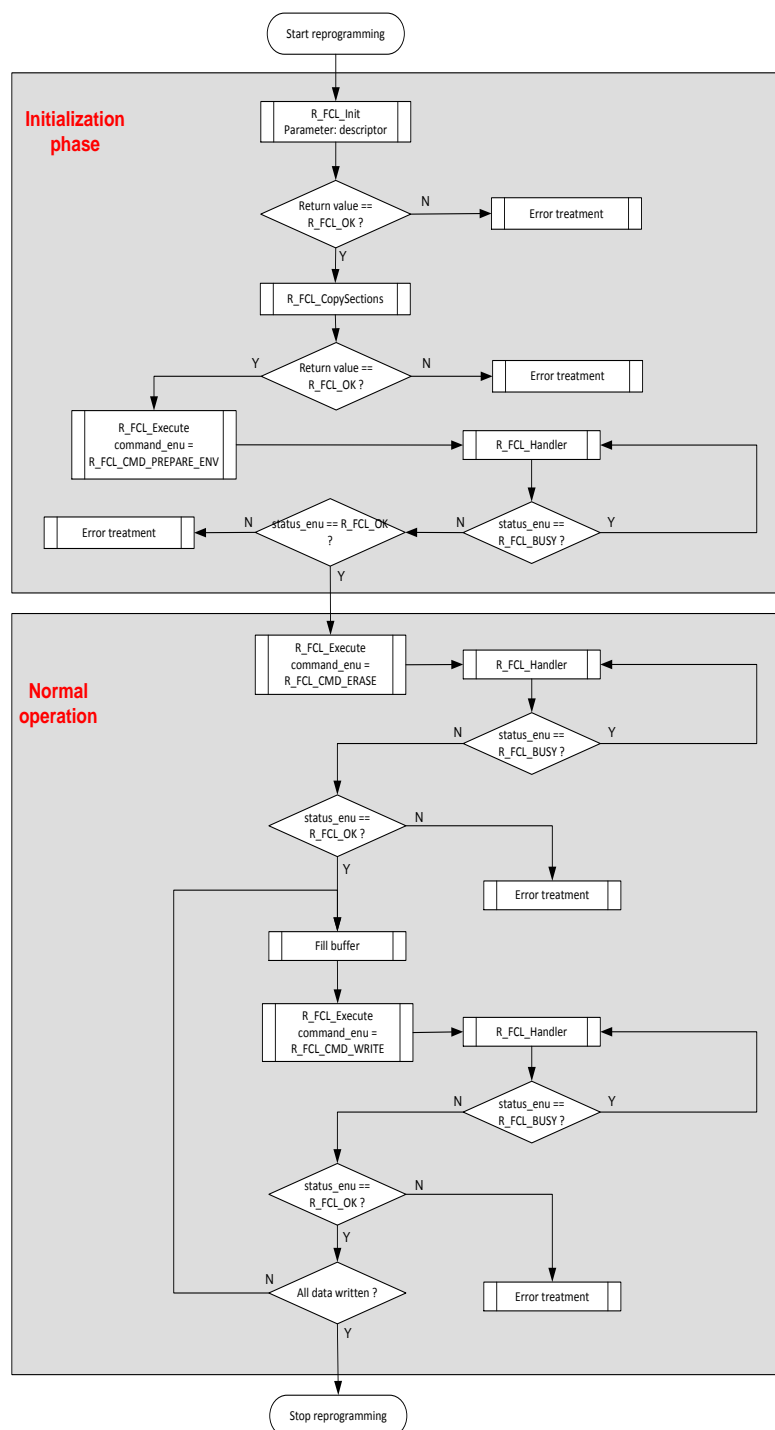 Start reprogramming
Initialization
phase
R_FCL_Init
Parameter: descriptor
Return value ==
R_FCL_OK ?
N
Error treatment
Y
R_FCL_CopySections
Return value ==
R_FCL_OK ?
Y
N
Error treatment
R_FCL_Execute
command_enu =
R_FCL_CMD_PREPARE_ENV
R_FCL_Handler
status_enu ==
R_FCL_BUSY ?
N
Y
status_enu == R_FCL_OK
?
N
Error treatment
Y
Normal
operation
R_FCL_Execute
command_enu =
R_FCL_CMD_ERASE
R_FCL_Handler
status_enu ==
R_FCL_BUSY ?
N
Y
status_enu ==
R_FCL_OK ?
N
Error treatment
Y
Fill buffer
R_FCL_Execute
command_enu =
R_FCL_CMD_WRITE
R_FCL_Handler
status_enu ==
R_FCL_BUSY ?
N
Y
status_enu ==
R_FCL_OK ?
N
Error treatment
Y
All data written ?
N
Y
Stop reprogramming